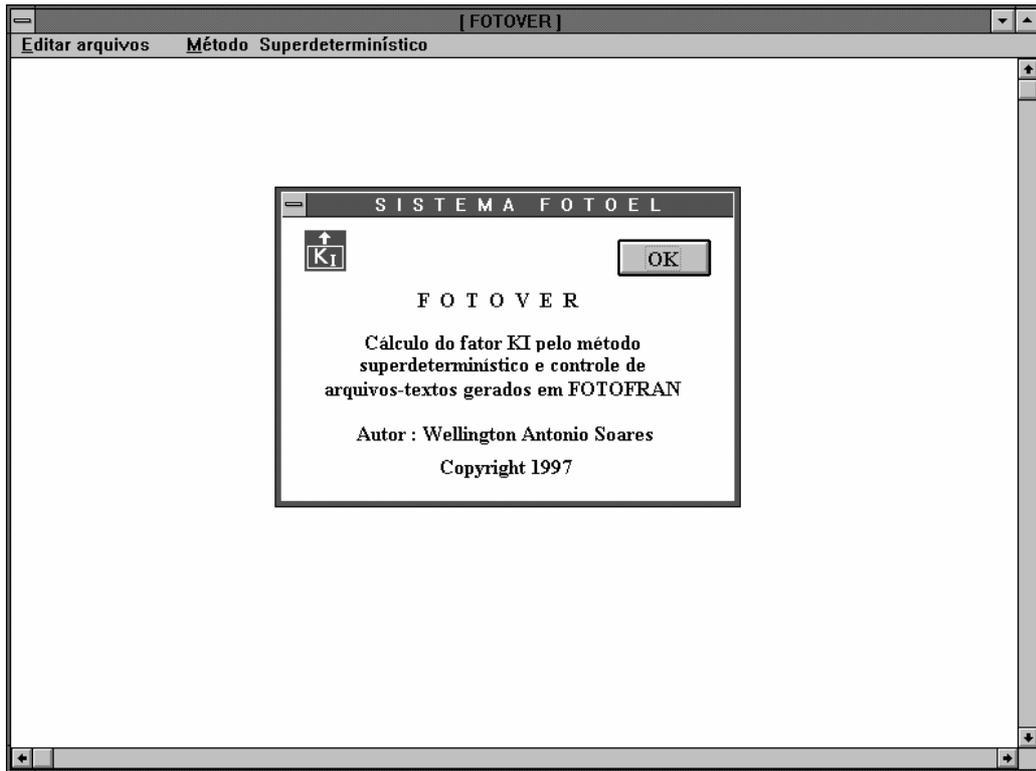 [ FOTOVER ]
Editar arquivos Método Superdeterminístico
S I S T E M A F O T O E L
KI
OK
F O T O V E R
Cálculo do fator KI pelo método
superdeterminístico e controle de
arquivos-textos gerados em FOTOFRAN
Autor : Wellington Antonio Soares
Copyright 1997